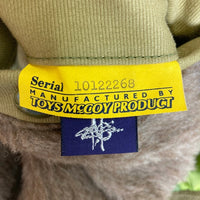 Serial 10122268
MANUFACTURED BY
TOYS McCOY PRODUCT